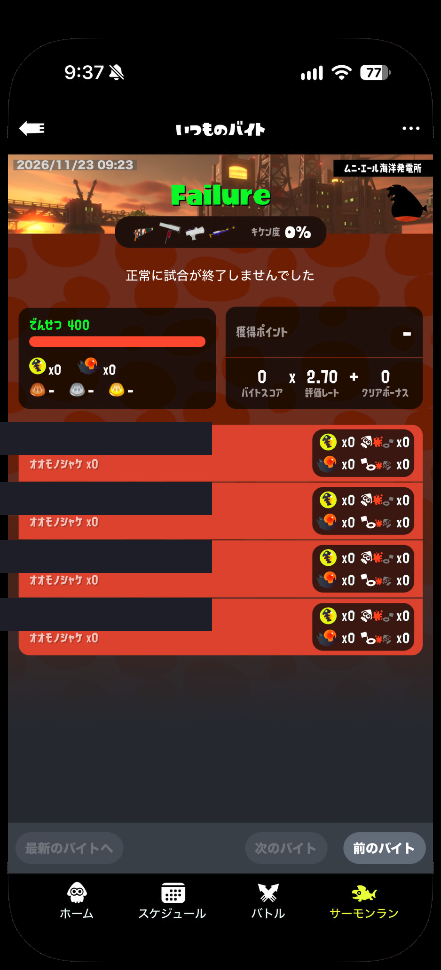 9:37
77
いつものバイト
2026/11/23 09:23
ムニ・エール海洋発電所
Failure
キケン度 0%
正常に試合が終了しませんでした
でんせつ 400
x0 x0
- - -
獲得ポイント -
0 x 2.70 + 0
バイトスコア 評価レート クリアボーナス
x0 x0
オオモノシャケ x0
x0 x0
x0 x0
オオモノシャケ x0
x0 x0
x0 x0
オオモノシャケ x0
x0 x0
x0 x0
オオモノシャケ x0
x0 x0
最新のバイトへ
次のバイト
前のバイト
ホーム
スケジュール
バトル
サーモンラン